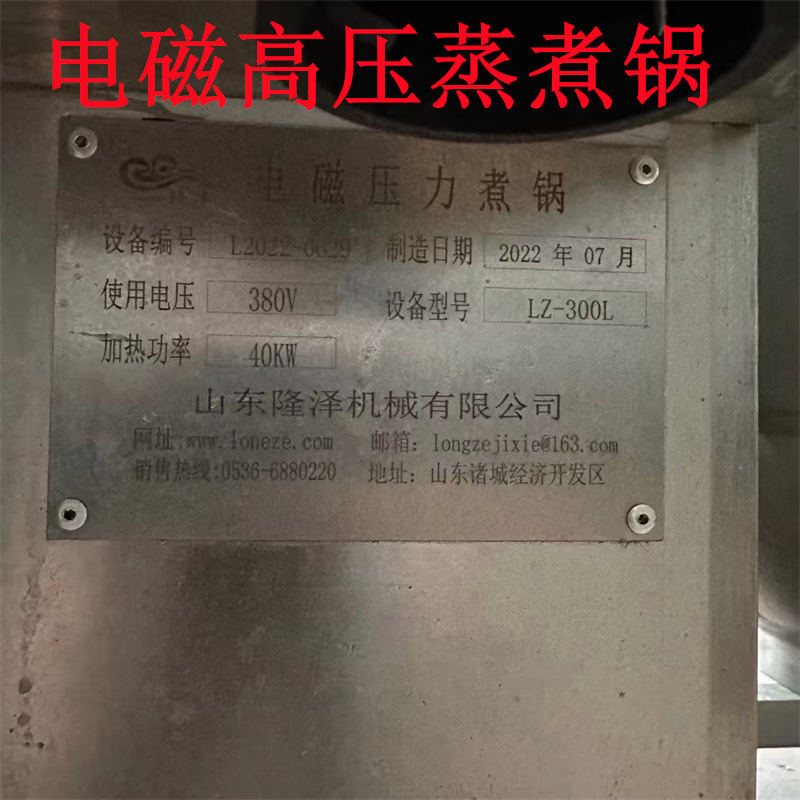 电磁高压蒸煮锅
电磁压力煮锅
设备编号 L2022-0629 制造日期 2022 年 07 月
使用电压 380V 设备型号 LZ-300L
加热功率 40KW
山东隆泽机械有限公司
网址:www.loneze.com 邮箱: longzejixie@163.com
销售热线:0536-6880220 地址: 山东诸城经济开发区